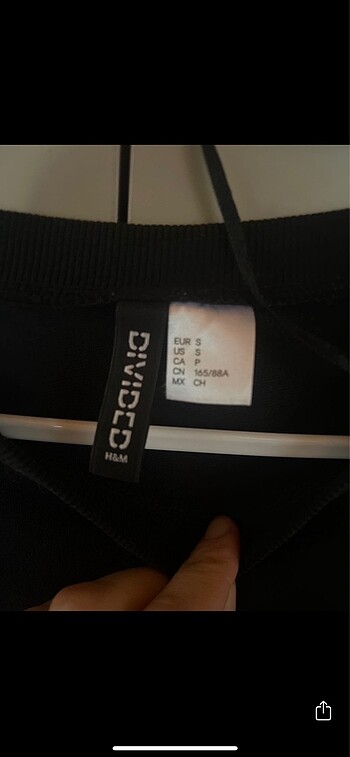 DIVIDED
H&M
EUR S
US S
CA P
CN 165/88A
MX CH